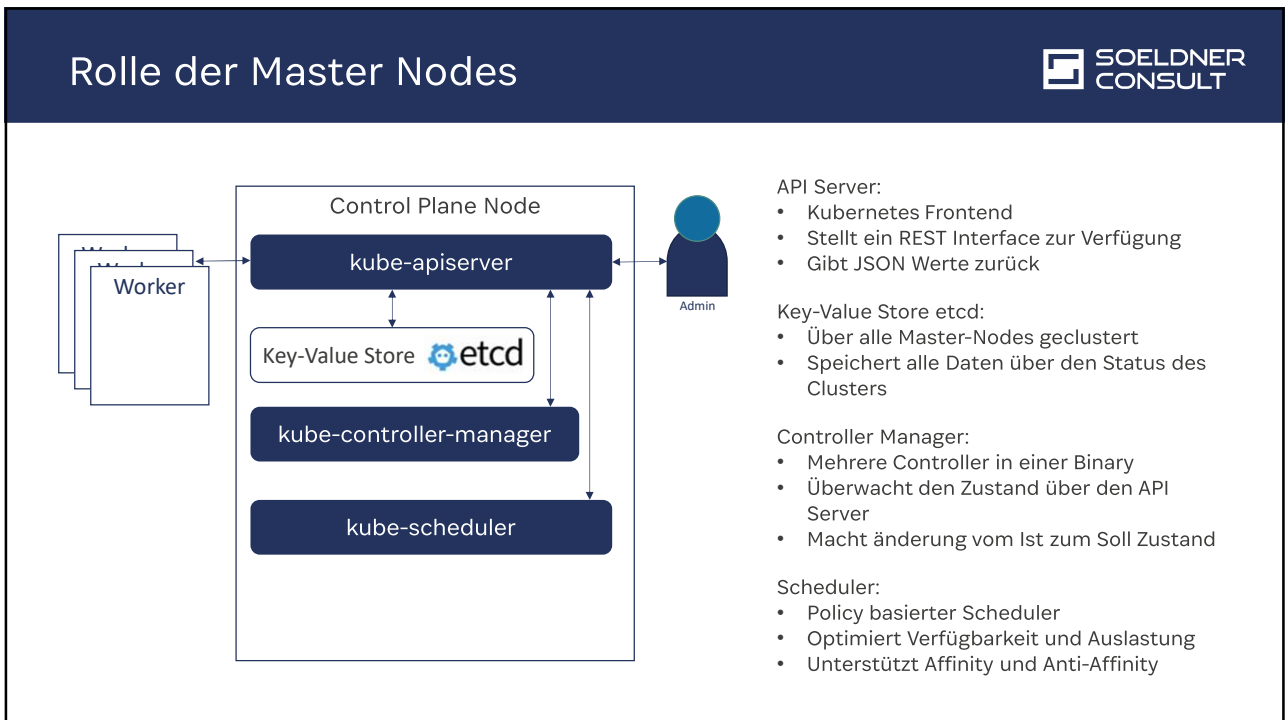 Rolle der Master Nodes
SOELDNER
CONSULT
Control Plane Node
kube-apiserver
Worker
Worker
Worker
Admin
Key-Value Store etcd
kube-controller-manager
kube-scheduler
API Server:
• Kubernetes Frontend
• Stellt ein REST Interface zur Verfügung
• Gibt JSON Werte zurück
Key-Value Store etcd:
• Über alle Master-Nodes geclustert
• Speichert alle Daten über den Status des
Clusters
Controller Manager:
• Mehrere Controller in einer Binary
• Überwacht den Zustand über den API
Server
• Macht änderung vom Ist zum Soll Zustand
Scheduler:
• Policy basierter Scheduler
• Optimiert Verfügbarkeit und Auslastung
• Unterstützt Affinity und Anti-Affinity